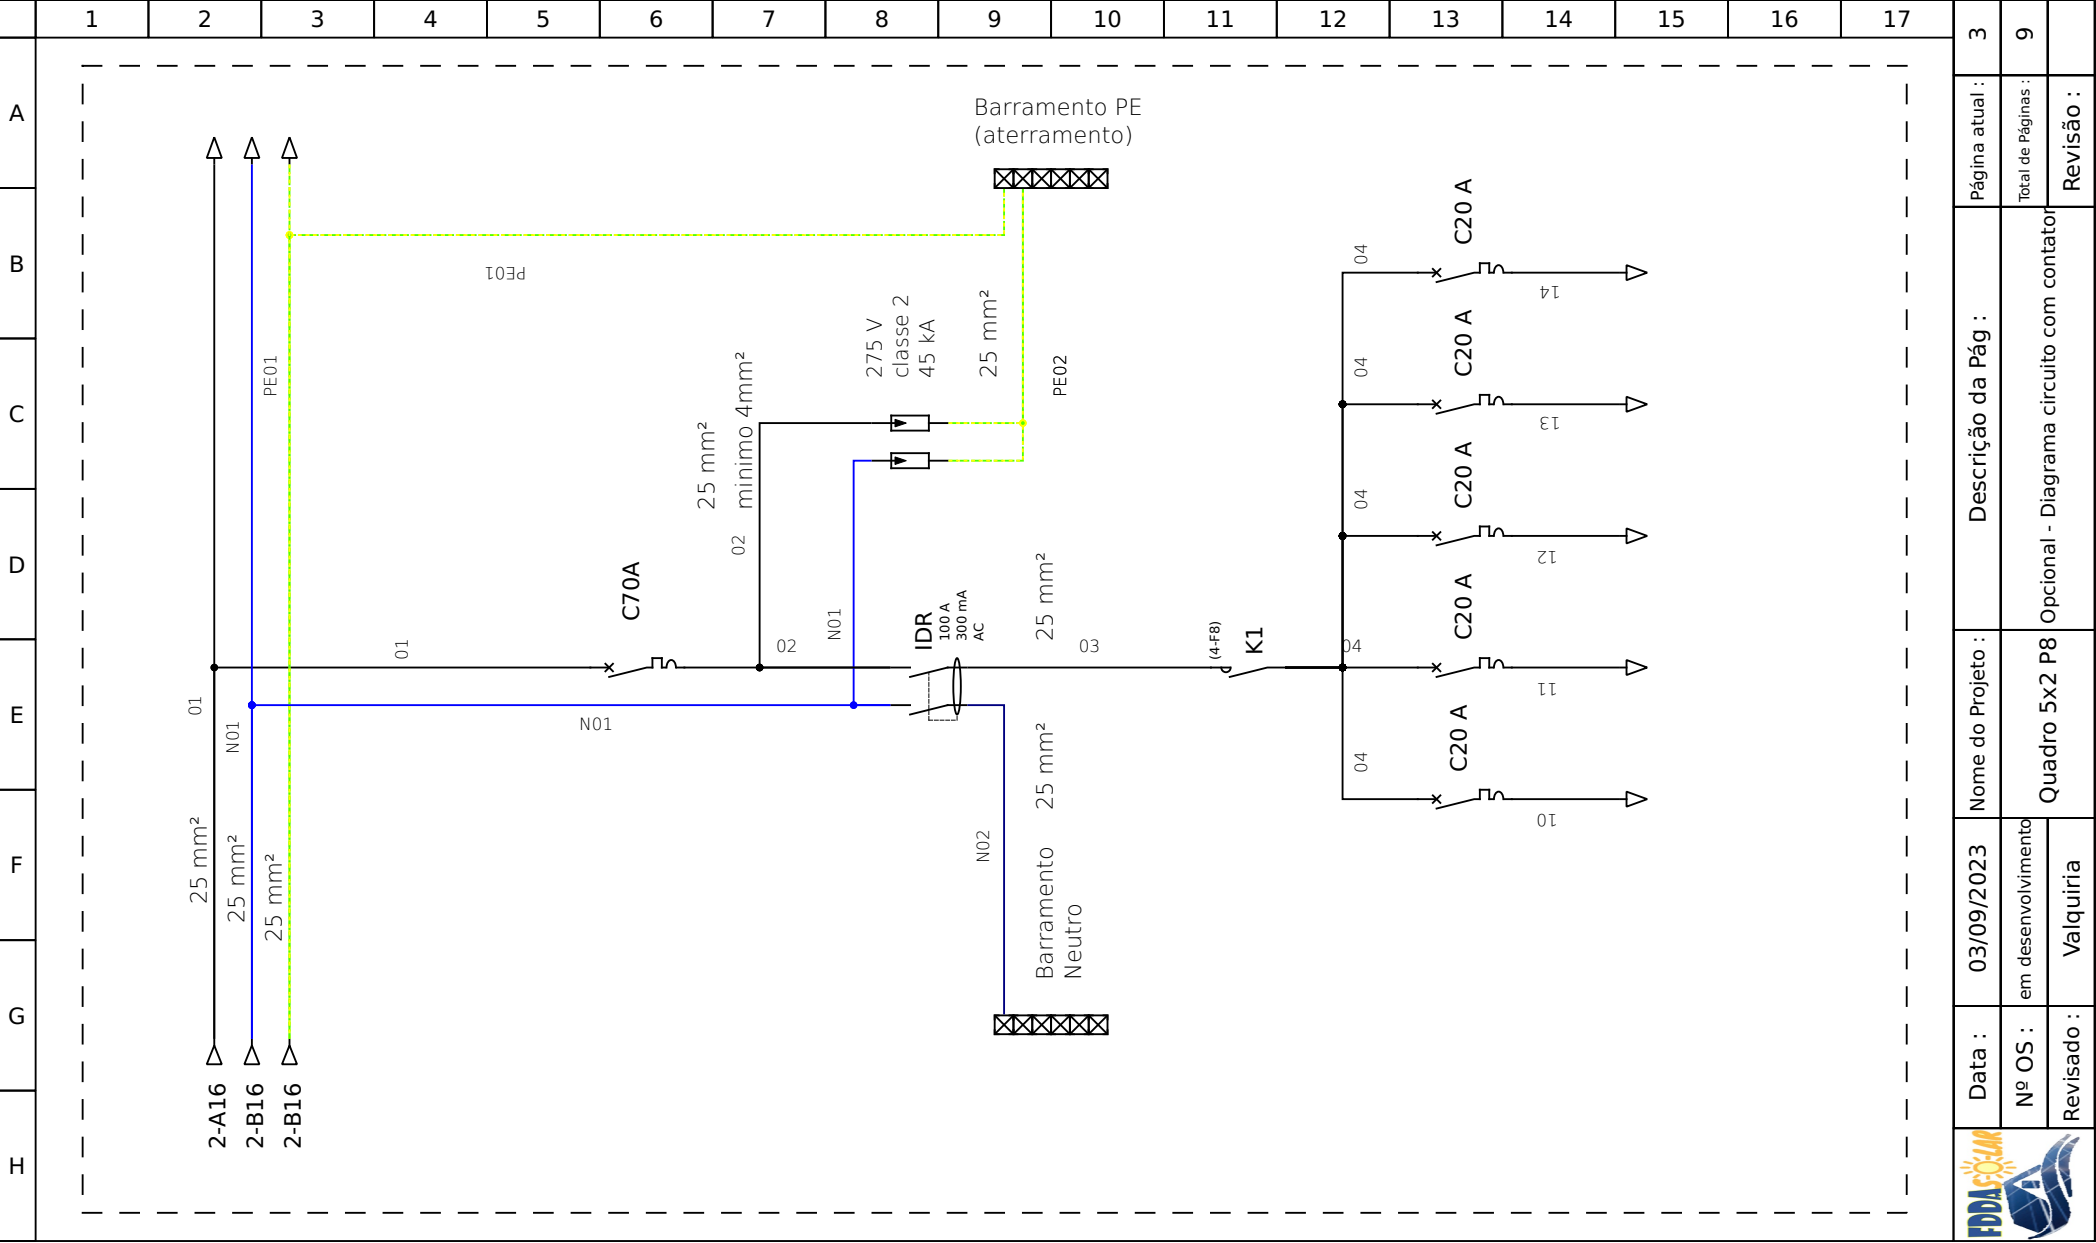 1 2 3 4 5 6 7 8 9 10 11 12 13 14 15 16 17
A
B
C
D
E
F
G
H
Barramento PE
(aterramento)
PE01
PE01
275 V
classe 2
45 kA
25 mm²
PE02
25 mm²
minimo 4mm²
02
C70A
01
02
N01
IDR
100 A
300 mA
AC
25 mm²
03
(4-F8)
K1
04
04
04
04
04
C20 A
C20 A
C20 A
C20 A
C20 A
14
13
12
11
10
01
N01
N01
25 mm²
25 mm²
25 mm²
25 mm²
N02
Barramento
Neutro
2-A16
2-B16
2-B16
Página atual :
3
Total de Páginas :
9
Revisão :
Descrição da Pág :
Opcional - Diagrama circuito com contator
Nome do Projeto :
Quadro 5x2 P8
Data :
03/09/2023
Nº OS :
em desenvolvimento
Revisado :
Valquiria
FDDA SOLAR